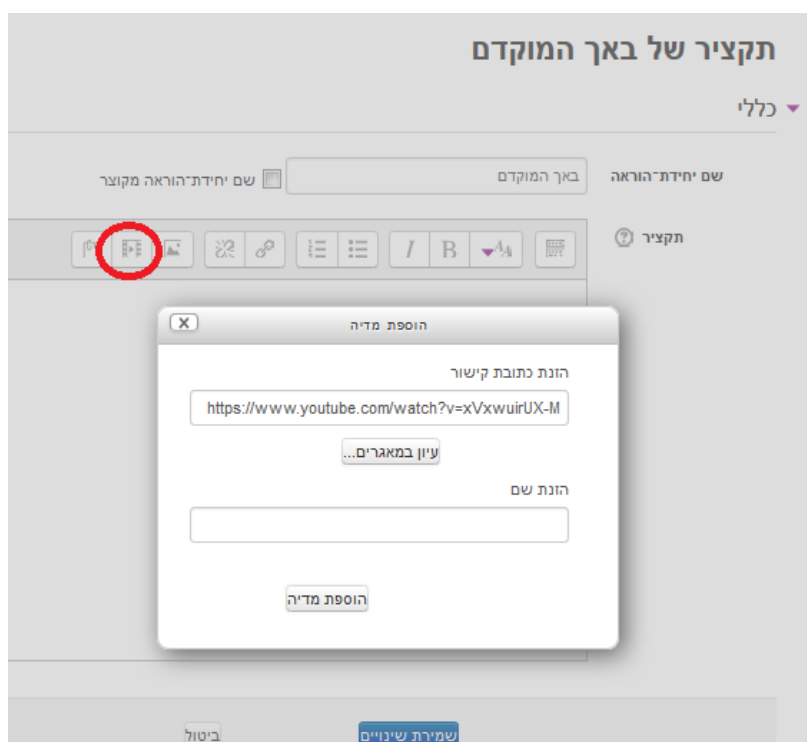 תקציר של באך המוקדם
כללי
שם יחידת־הוראה
באך המוקדם
שם יחידת־הוראה מקוצר
תקציר
הוספת מדיה
הזנת כתובת קישור
https://www.youtube.com/watch?v=xVxwuirUX-M
עיון במאגרים...
הזנת שם
הוספת מדיה
שמירת שינויים
ביטול